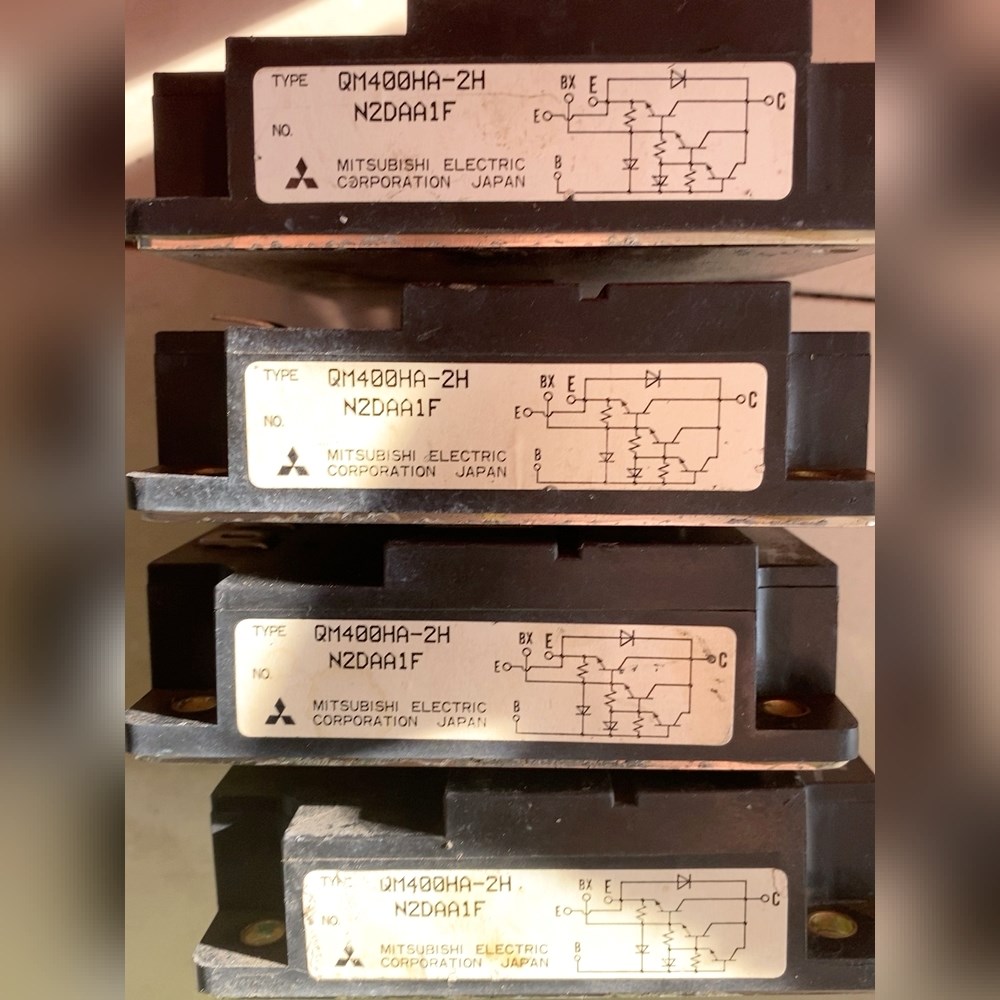 TYPE QM400HA-2H
N2DAA1F
NO.
MITSUBISHI ELECTRIC
CORPORATION JAPAN
BX E
E C
B
TYPE QM400HA-2H
N2DAA1F
NO.
MITSUBISHI ELECTRIC
CORPORATION JAPAN
BX E
E C
B
TYPE QM400HA-2H
N2DAA1F
NO.
MITSUBISHI ELECTRIC
CORPORATION JAPAN
BX E
E C
B
TYPE QM400HA-2H
N2DAA1F
NO.
MITSUBISHI ELECTRIC
CORPORATION JAPAN
BX E
E C
B